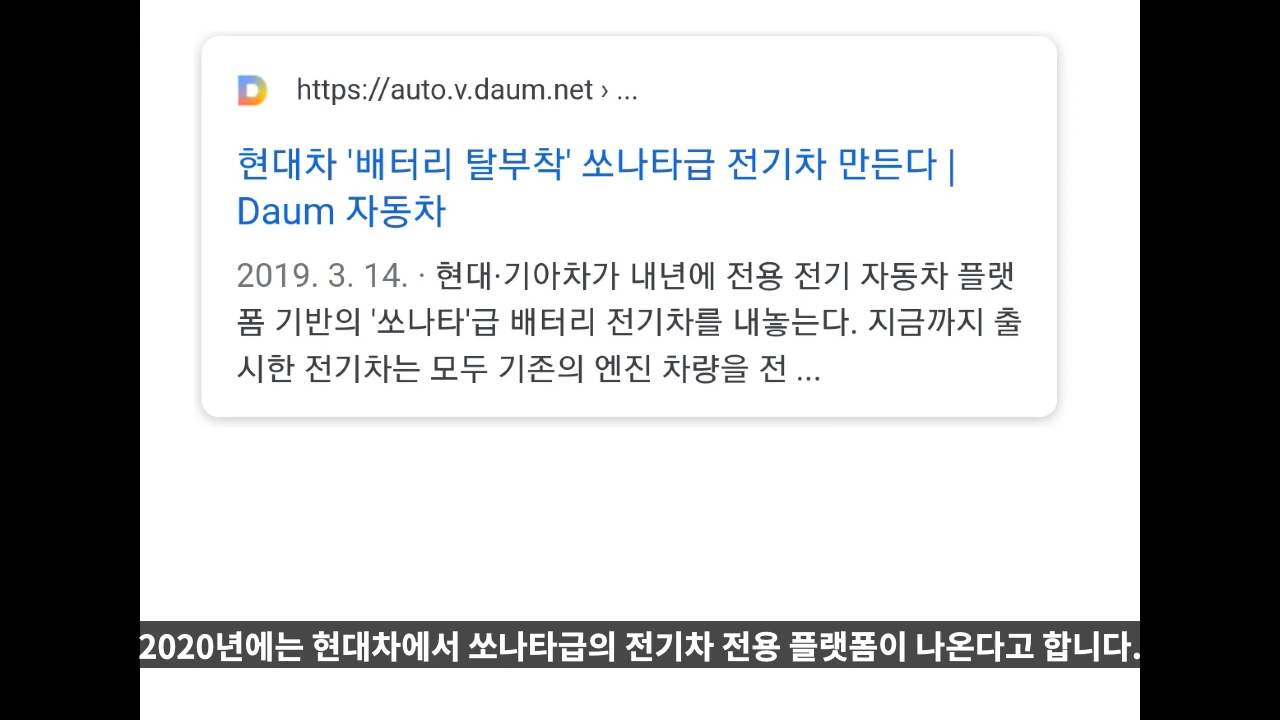 https://auto.v.daum.net › ...
현대차 '배터리 탈부착' 쏘나타급 전기차 만든다 |
Daum 자동차
2019. 3. 14. · 현대·기아차가 내년에 전용 전기 자동차 플랫
폼 기반의 '쏘나타'급 배터리 전기차를 내놓는다. 지금까지 출
시한 전기차는 모두 기존의 엔진 차량을 전 ...
2020년에는 현대차에서 쏘나타급의 전기차 전용 플랫폼이 나온다고 합니다.